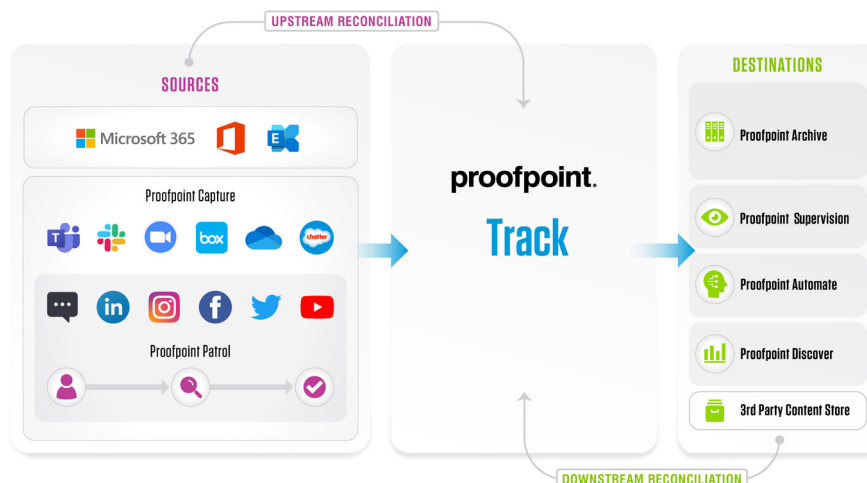 UPSTREAM RECONCILIATION
SOURCES
Microsoft 365
E
Proofpoint Capture
T
box
chatter
in
f
Proofpoint Patrol
proofpoint.
Track
DESTINATIONS
Proofpoint Archive
Proofpoint Supervision
Proofpoint Automate
Proofpoint Discover
3rd Party Content Store
DOWNSTREAM RECONCILIATION